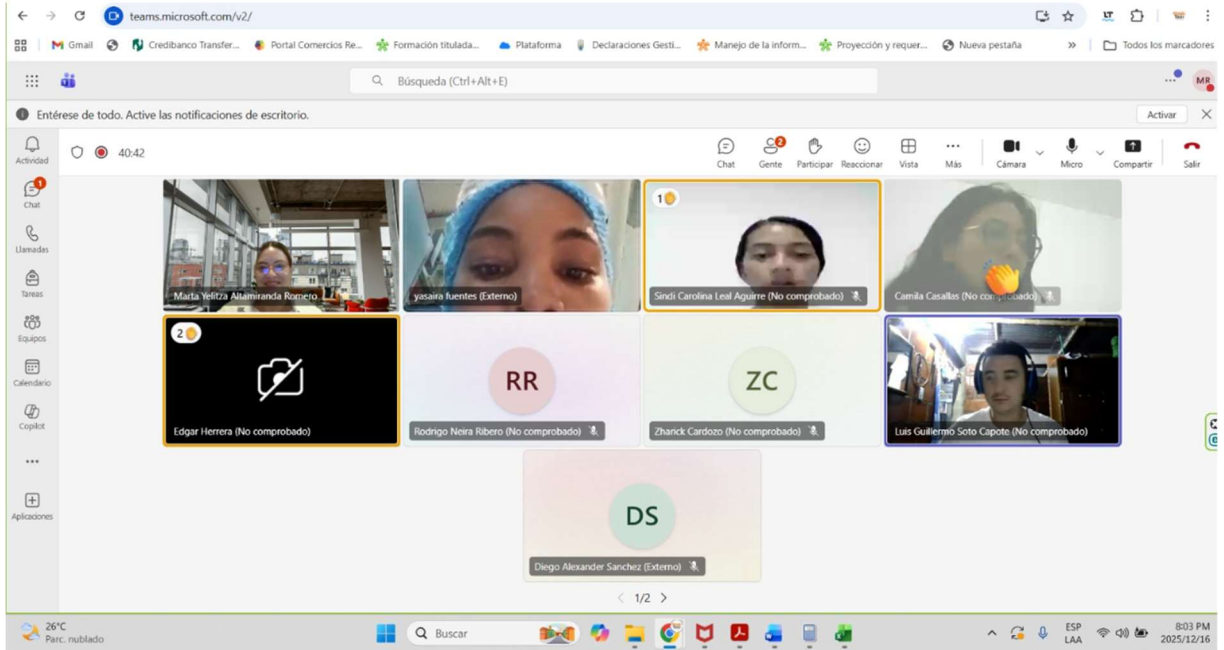 teams.microsoft.com/v2/
Gmail
Credibanco Transfer...
Portal Comercios Re...
Formación titulada...
Plataforma
Declaraciones Gesti...
Manejo de la inform...
Proyección y requer...
Nueva pestaña
»
Todos los marcadores
Búsqueda (Ctrl+Alt+E)
MR
Entérese de todo. Active las notificaciones de escritorio.
Activar
Actividad
40:42
Chat
2
Gente
Participar
Reaccionar
Vista
Más
Cámara
Micro
Compartir
Salir
1
Chat
Llamadas
Tareas
Equipos
Calendario
Copilot
Aplicaciones
Marta Yelitza Altamiranda Romero
yasaira fuentes (Externo)
1
Sindi Carolina Leal Aguirre (No comprobado)
Camila Casallas (No comprobado)
2
Edgar Herrera (No comprobado)
RR
Rodrigo Neira Ribero (No comprobado)
ZC
Zharick Cardozo (No comprobado)
Luis Guillermo Soto Capote (No comprobado)
DS
Diego Alexander Sanchez (Externo)
1/2
26°C
Parc. nublado
Buscar
ESP
LAA
8:03 PM
2025/12/16